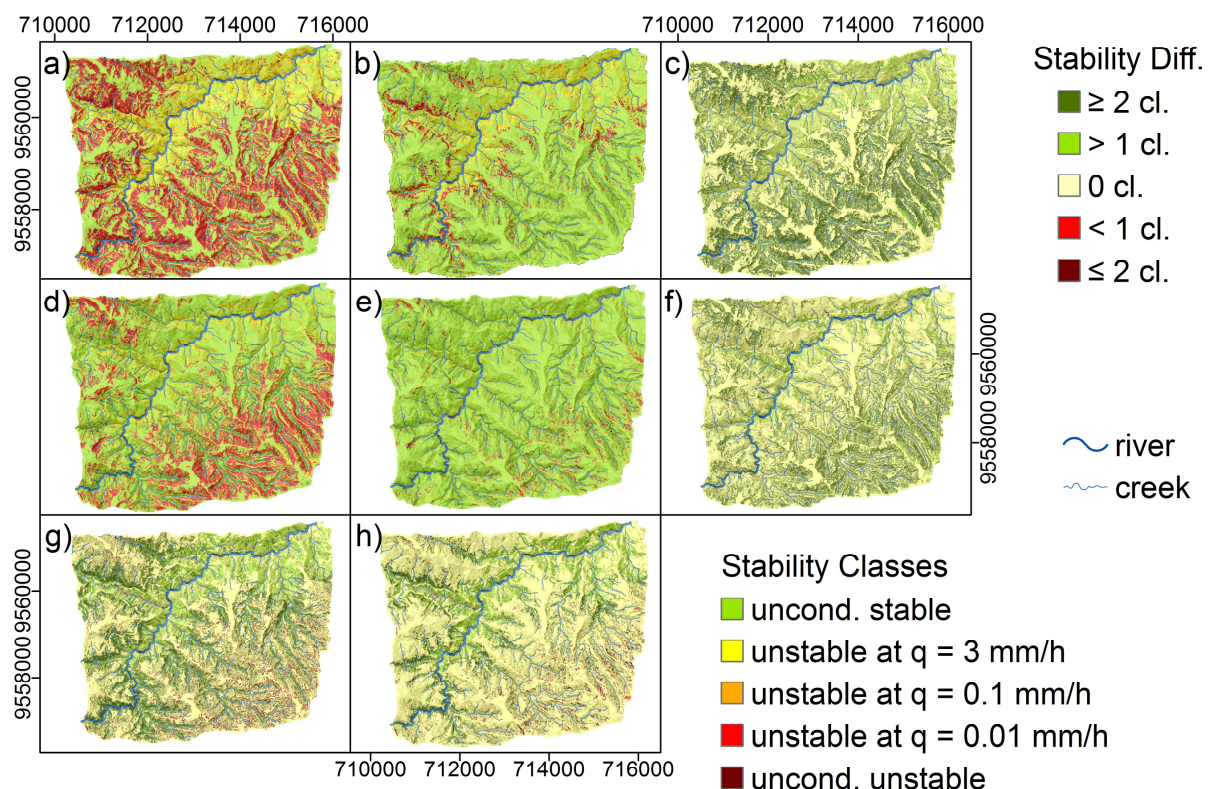 710000 712000 714000 716000
710000 712000 714000 716000
a)
b)
c)
9560000
9558000
Stability Diff.
≥ 2 cl.
> 1 cl.
0 cl.
< 1 cl.
≤ 2 cl.
d)
e)
f)
9560000
9558000
river
creek
g)
h)
9560000
9558000
710000 712000 714000 716000
Stability Classes
uncond. stable
unstable at q = 3 mm/h
unstable at q = 0.1 mm/h
unstable at q = 0.01 mm/h
uncond. unstable